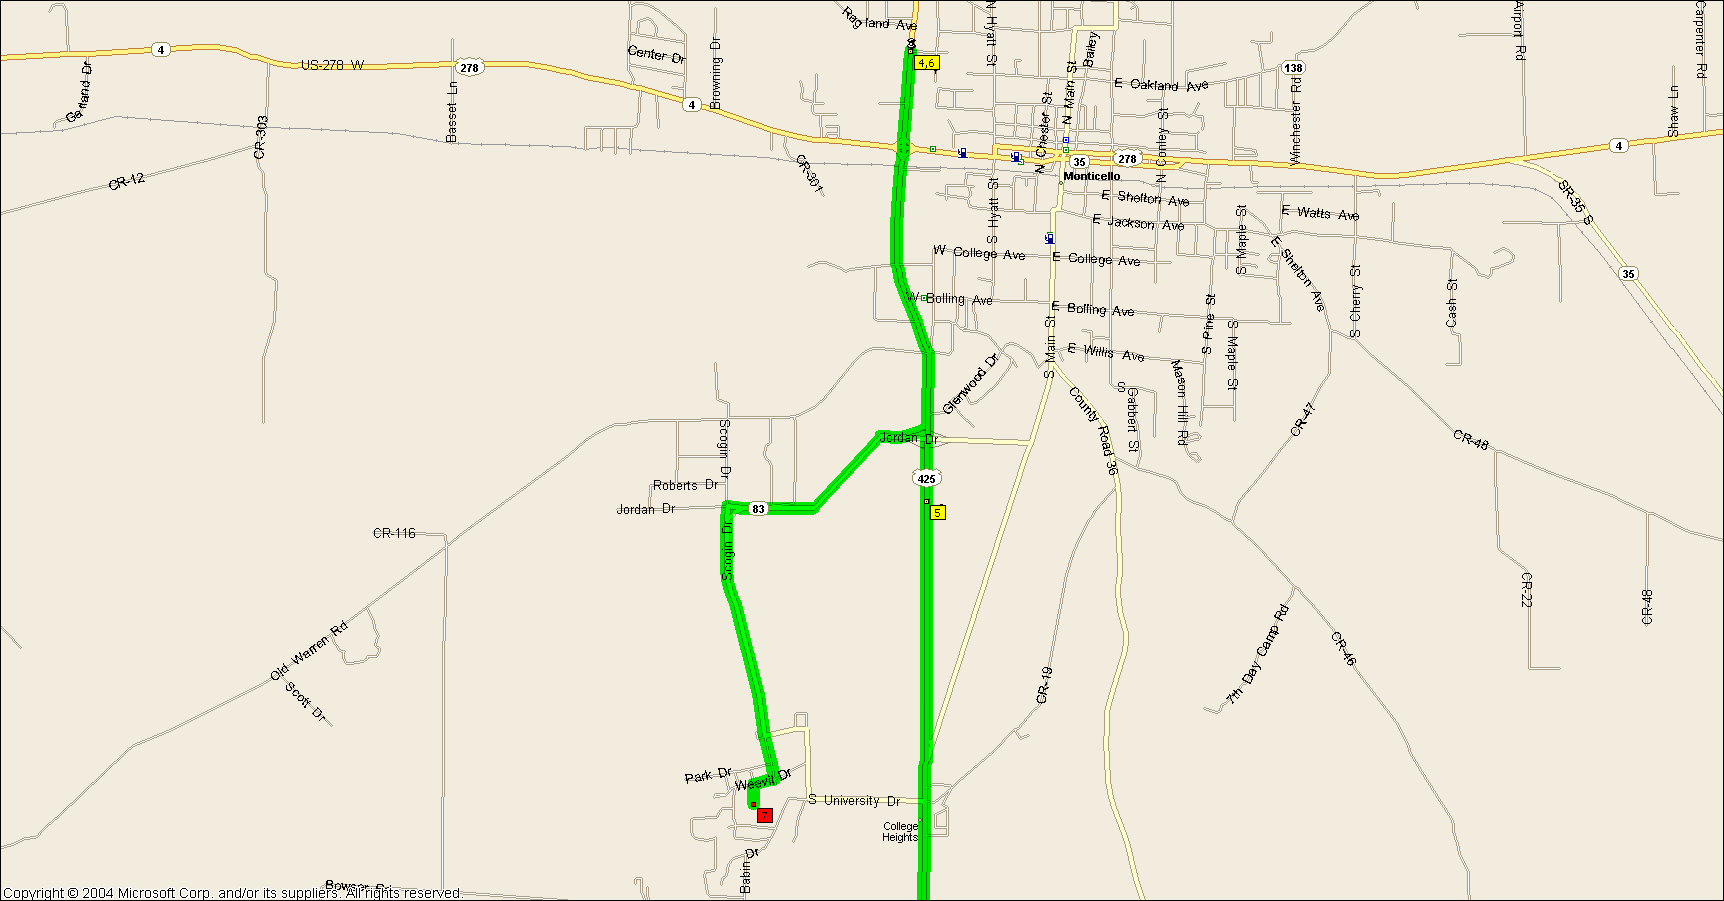 Ragland Ave
N Hyatt St
Airport Rd
Carpenter Rd
4
US-278 W
278
Center Dr
Browning Dr
4,6
Bailey
N Main St
E Oakland Ave
138
Winchester Rd
Shaw Ln
Garland Dr
Basset Ln
4
CR-303
N Chester St
N Conley St
35
278
4
CR-12
CR-301
Monticello
SR-35 S
S Hyatt St
E Shelton Ave
E Jackson Ave
S Maple St
E Watts Ave
W College Ave
E College Ave
E Shelton Ave
35
W Bolling Ave
E Bolling Ave
S Pine St
S Cherry St
Cash St
S Main St
E Willis Ave
S Maple St
Glenwood Dr
Mason Hill Rd
S Gabbert St
County Road 36
CR-47
CR-48
Scogin Dr
Jordan Dr
425
Roberts Dr
Jordan Dr
83
5
CR-116
Scogin Dr
CR-22
CR-48
Old Warren Rd
7th Day Camp Rd
CR-46
Scott Dr
CR-19
Park Dr
Weevil Dr
7
S University Dr
College
Heights
Babin Dr
Bowser Dr
Copyright © 2004 Microsoft Corp. and/or its suppliers. All rights reserved.